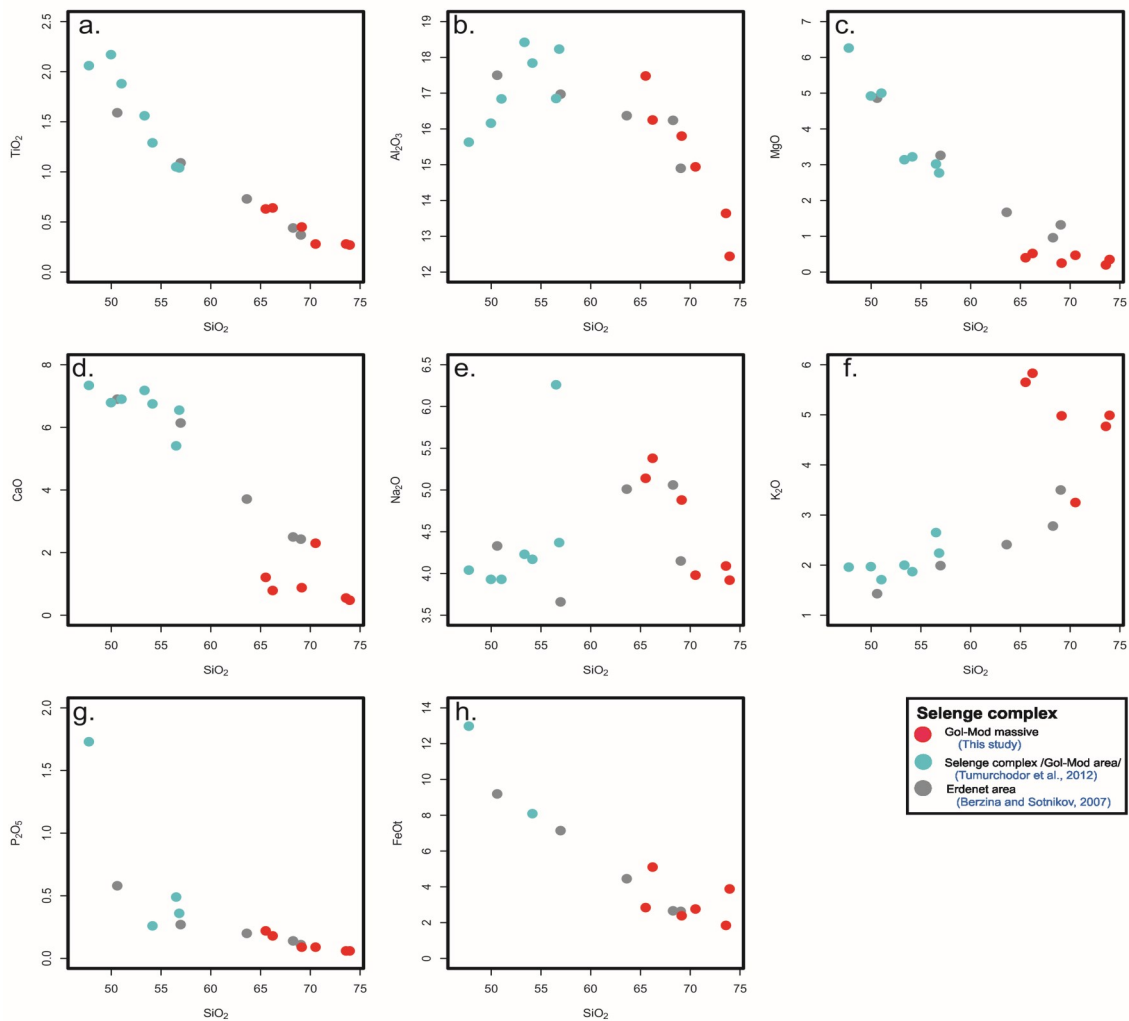 a.
2.5
2.0
1.5
1.0
0.5
0.0
TiO₂
50 55 60 65 70 75
SiO₂
b.
19
18
17
16
15
14
13
12
Al₂O₃
50 55 60 65 70 75
SiO₂
c.
7
6
5
4
3
2
1
0
MgO
50 55 60 65 70 75
SiO₂
d.
8
6
4
2
0
CaO
50 55 60 65 70 75
SiO₂
e.
6.5
6.0
5.5
5.0
4.5
4.0
3.5
Na₂O
50 55 60 65 70 75
SiO₂
f.
6
5
4
3
2
1
K₂O
50 55 60 65 70 75
SiO₂
g.
2.0
1.5
1.0
0.5
0.0
P₂O₅
50 55 60 65 70 75
SiO₂
h.
14
12
10
8
6
4
2
0
FeOt
50 55 60 65 70 75
SiO₂
Selenge complex
Gol-Mod massive
(This study)
Selenge complex /Gol-Mod area/
(Tumurchodor et al., 2012)
Erdenet area
(Berzina and Sotnikov, 2007)